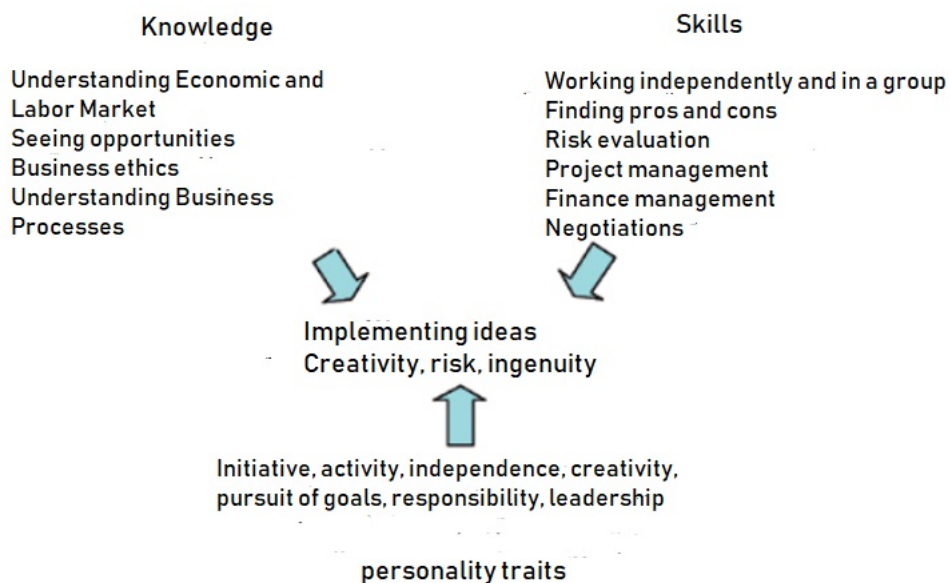 Knowledge
Understanding Economic and
Labor Market
Seeing opportunities
Business ethics
Understanding Business
Processes
Skills
Working independently and in a group
Finding pros and cons
Risk evaluation
Project management
Finance management
Negotiations
Implementing ideas
Creativity, risk, ingenuity
Initiative, activity, independence, creativity,
pursuit of goals, responsibility, leadership
personality traits